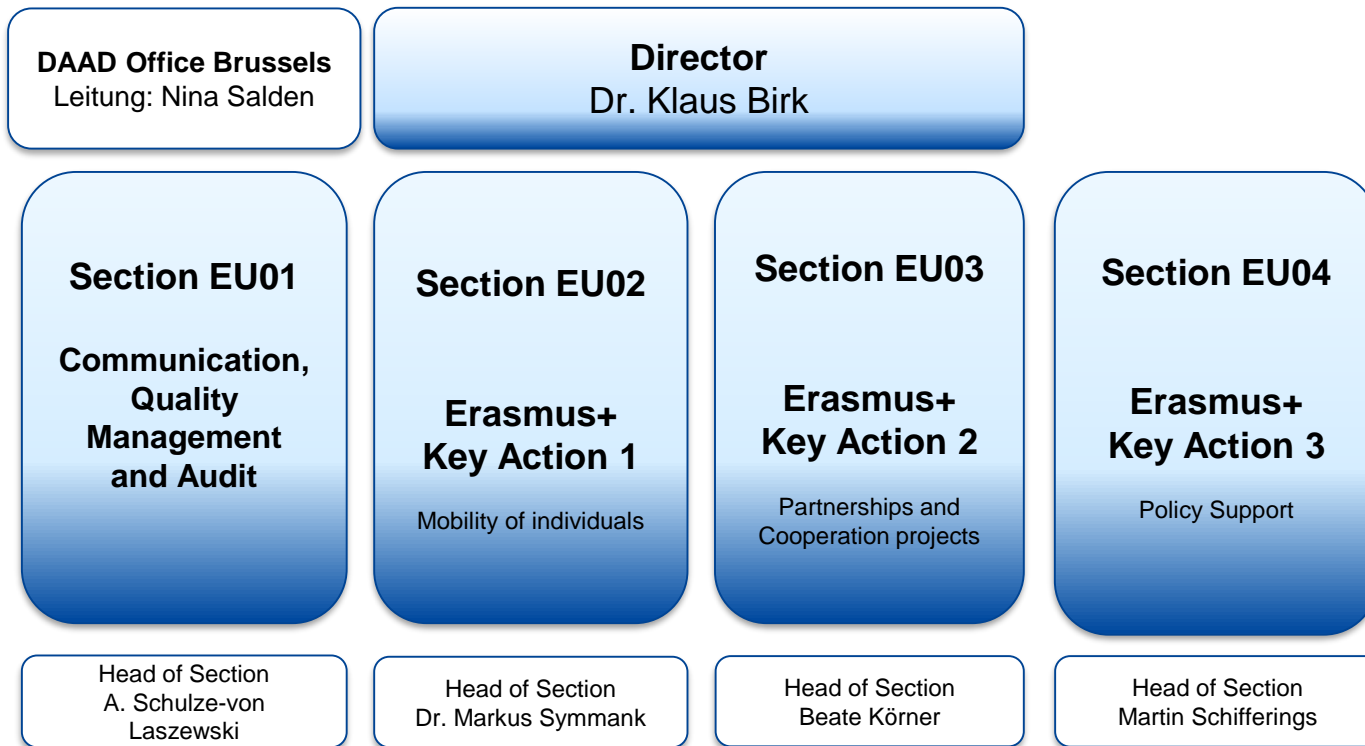 DAAD Office Brussels
Leitung: Nina Salden
Director
Dr. Klaus Birk
Section EU01
Communication,
Quality
Management
and Audit
Section EU02
Erasmus+
Key Action 1
Mobility of individuals
Section EU03
Erasmus+
Key Action 2
Partnerships and
Cooperation projects
Section EU04
Erasmus+
Key Action 3
Policy Support
Head of Section
A. Schulze-von
Laszewski
Head of Section
Dr. Markus Symmank
Head of Section
Beate Körner
Head of Section
Martin Schifferings